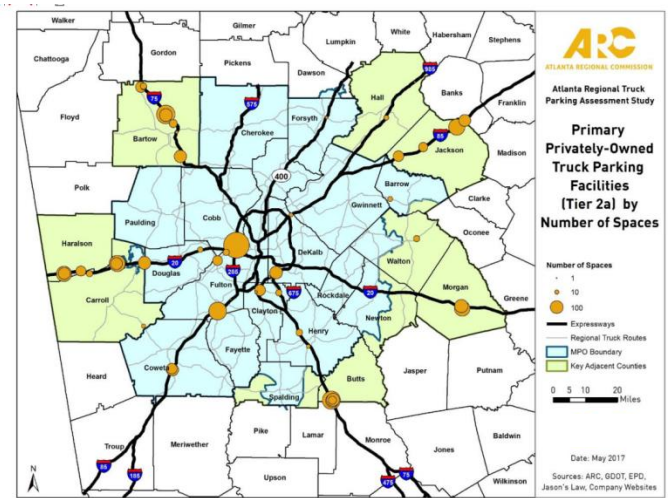 Walker
Gilmer
White
Habersham
Lumpkin
Stephens
Chattooga
Gordon
Pickens
Dawson
Banks
Franklin
Hall
985
75
575
Floyd
Bartow
Cherokee
Forsyth
85
Jackson
Madison
400
Polk
Barrow
Clarke
Paulding
Cobb
Gwinnett
Oconee
Haralson
DeKalb
Walton
20
Douglas
285
Morgan
Carroll
Fulton
675
Rockdale
20
Greene
Clayton
Newton
Henry
Fayette
Heard
Coweta
Butts
Jasper
Putnam
Spalding
Pike
Lamar
Monroe
Troup
Meriwether
Jones
Baldwin
85
185
Upson
475
75
Wilkinson
N
ARC
ATLANTA REGIONAL COMMISSION
Atlanta Regional Truck
Parking Assessment Study
Primary
Privately-Owned
Truck Parking
Facilities
(Tier 2a) by
Number of Spaces
Number of Spaces
1
10
100
Expressways
Regional Truck Routes
MPO Boundary
Key Adjacent Counties
0 5 10 20
Miles
Date: May 2017
Sources: ARC, GDOT, EPD,
Jason's Law, Company Websites